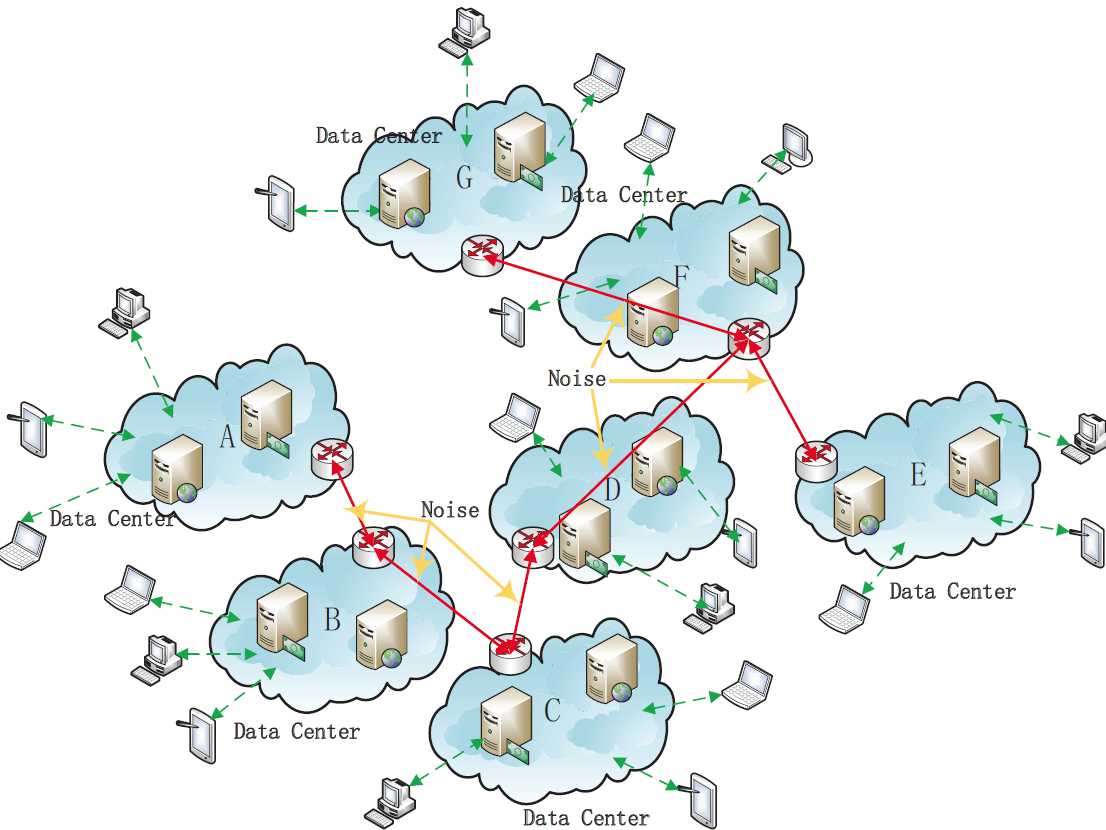 Data Center
G
Data Center
F
Noise
A
Data Center
Noise
D
E
Data Center
B
Data Center
C
Data Center